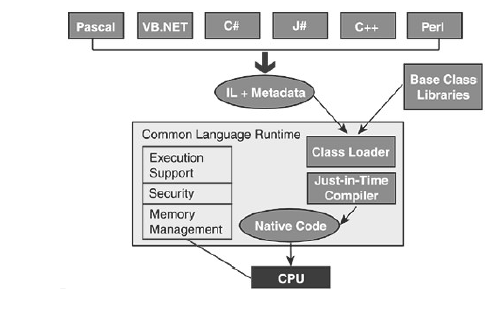 Pascal
VB.NET
C#
J#
C++
Perl
IL + Metadata
Base Class
Libraries
Common Language Runtime
Execution
Support
Security
Memory
Management
Class Loader
Just-in-Time
Compiler
Native Code
CPU